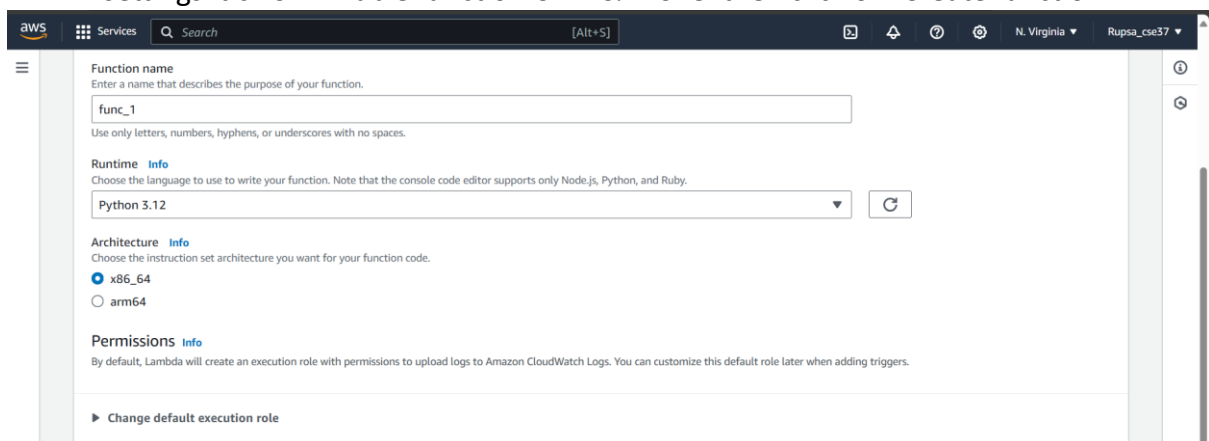 aws Services Search [Alt+S] N. Virginia Rupsa_cse37
Function name
Enter a name that describes the purpose of your function.
func_1
Use only letters, numbers, hyphens, or underscores with no spaces.
Runtime Info
Choose the language to use to write your function. Note that the console code editor supports only Node.js, Python, and Ruby.
Python 3.12
Architecture Info
Choose the instruction set architecture you want for your function code.
x86_64
arm64
Permissions Info
By default, Lambda will create an execution role with permissions to upload logs to Amazon CloudWatch Logs. You can customize this default role later when adding triggers.
Change default execution role